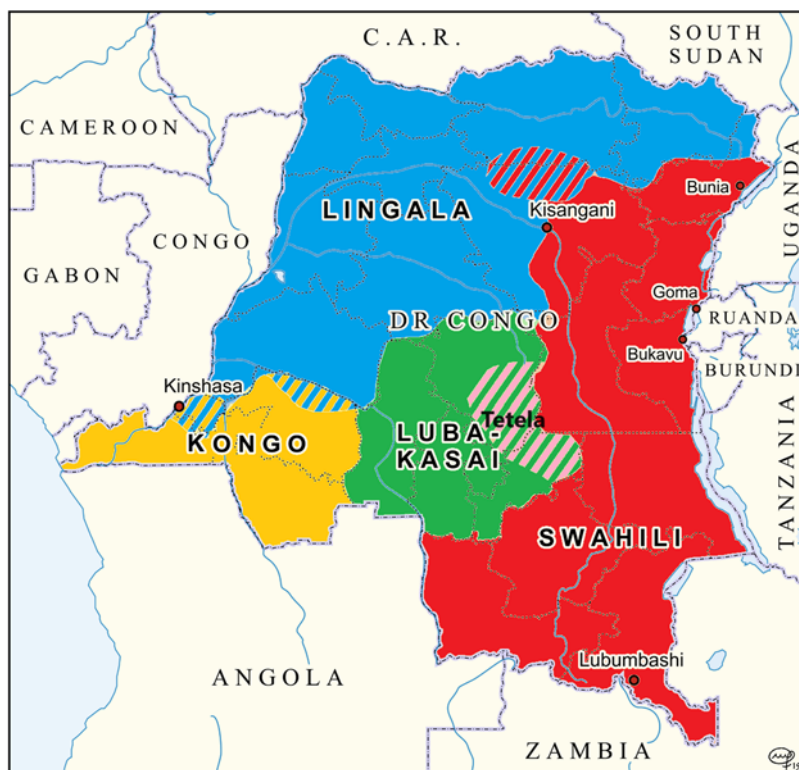 C.A.R.
SOUTH
SUDAN
CAMEROON
UGANDA
Bunia
LINGALA
Kisangani
CONGO
GABON
Goma
DR CONGO
RUANDA
Bukavu
BURUNDI
Kinshasa
Tetela
KONGO
LUBA-
KASAI
TANZANIA
SWAHILI
Lubumbashi
ANGOLA
ZAMBIA